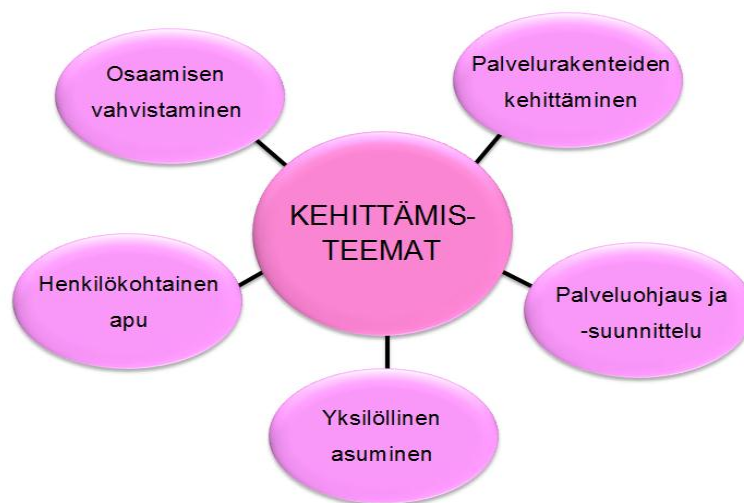 Osaamisen
vahvistaminen
Palvelurakenteiden
kehittäminen
KEHITTÄMIS-
TEEMAT
Henkilökohtainen
apu
Palveluohjaus ja
-suunnittelu
Yksilöllinen
asuminen